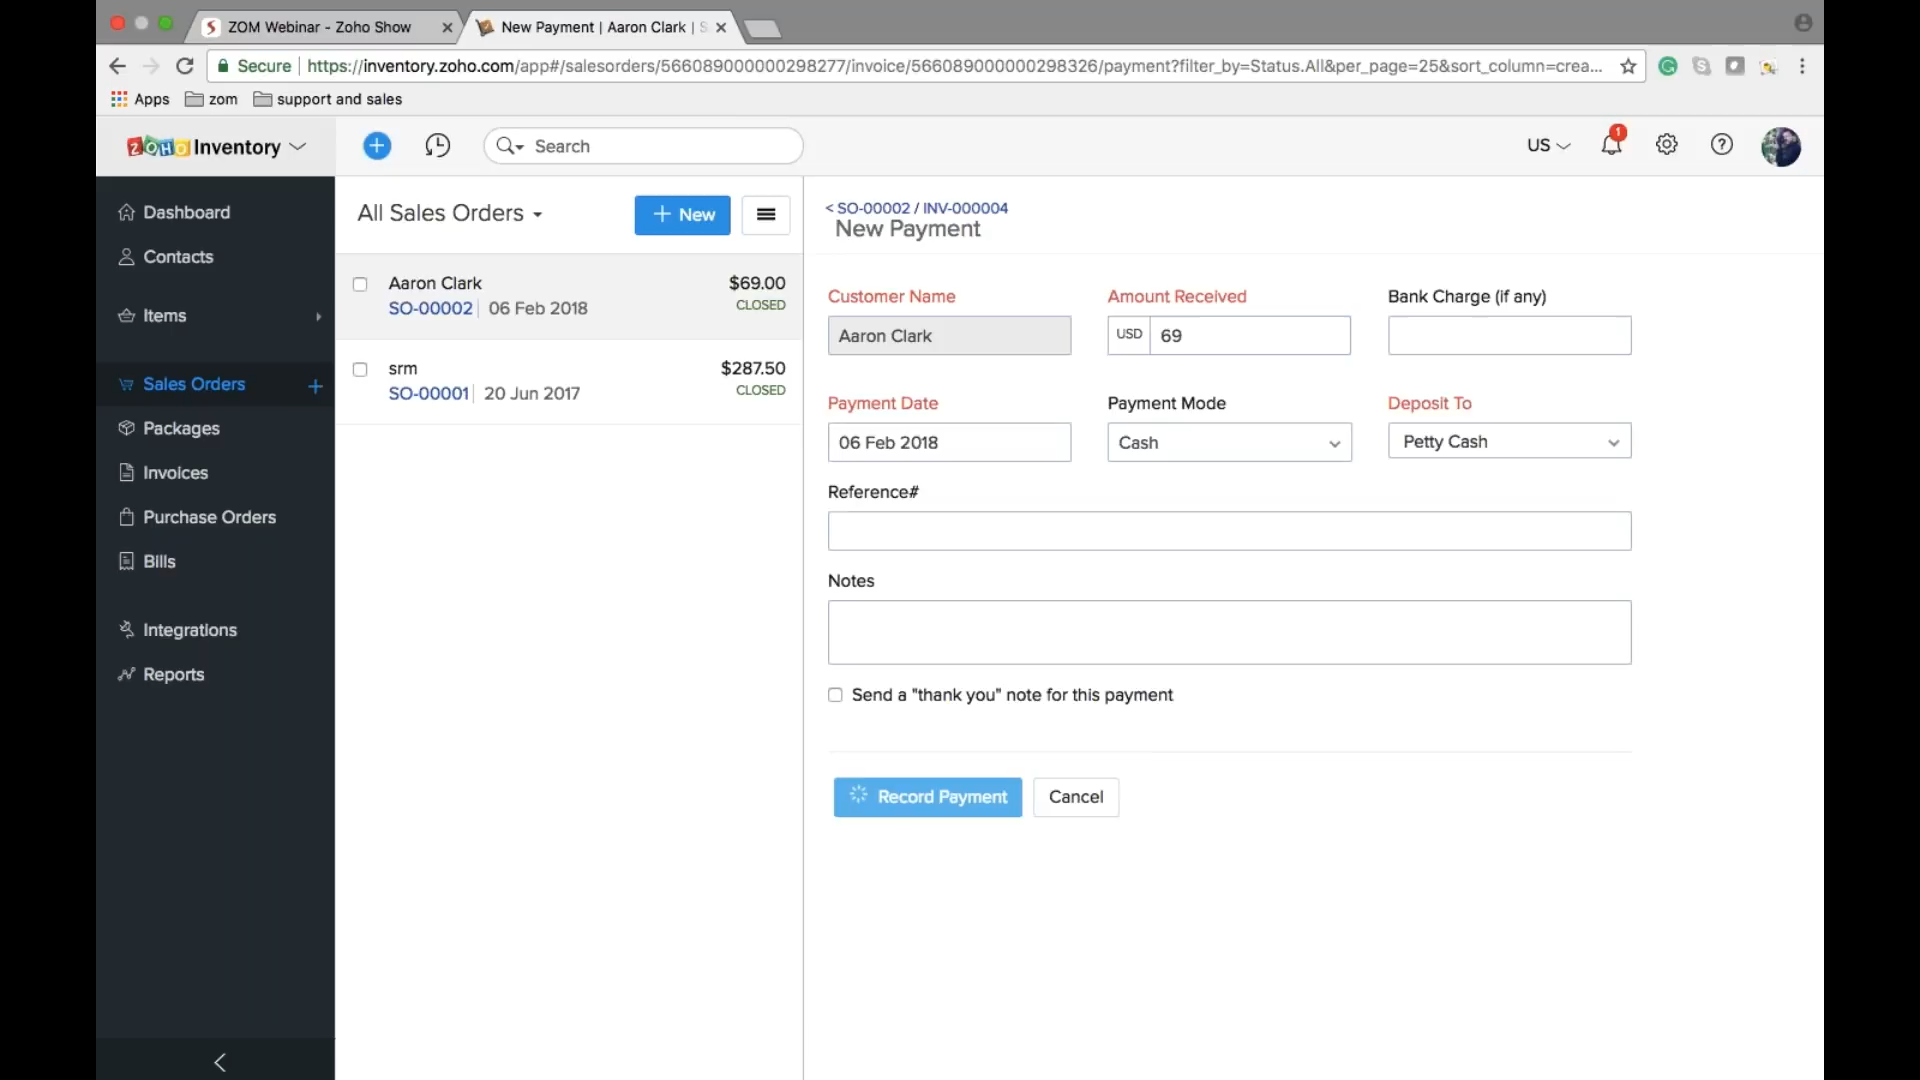 ZOM Webinar - Zoho Show
New Payment | Aaron Clark |
Secure
https://inventory.zoho.com/app#/salesorders/566089000000298277/invoice/566089000000298326/payment?filter_by=Status.All&per_page=25&sort_column=crea...
Apps
zom
support and sales
ZOHO Inventory
Search
US
1
Dashboard
Contacts
Items
Sales Orders
Packages
Invoices
Purchase Orders
Bills
Integrations
Reports
All Sales Orders
New
Aaron Clark
$69.00
SO-00002 | 06 Feb 2018
CLOSED
srm
$287.50
SO-00001 | 20 Jun 2017
CLOSED
< SO-00002 / INV-000004
New Payment
Customer Name
Amount Received
Bank Charge (if any)
Aaron Clark
USD
69
Payment Date
Payment Mode
Deposit To
06 Feb 2018
Cash
Petty Cash
Reference#
Notes
Send a "thank you" note for this payment
Record Payment
Cancel